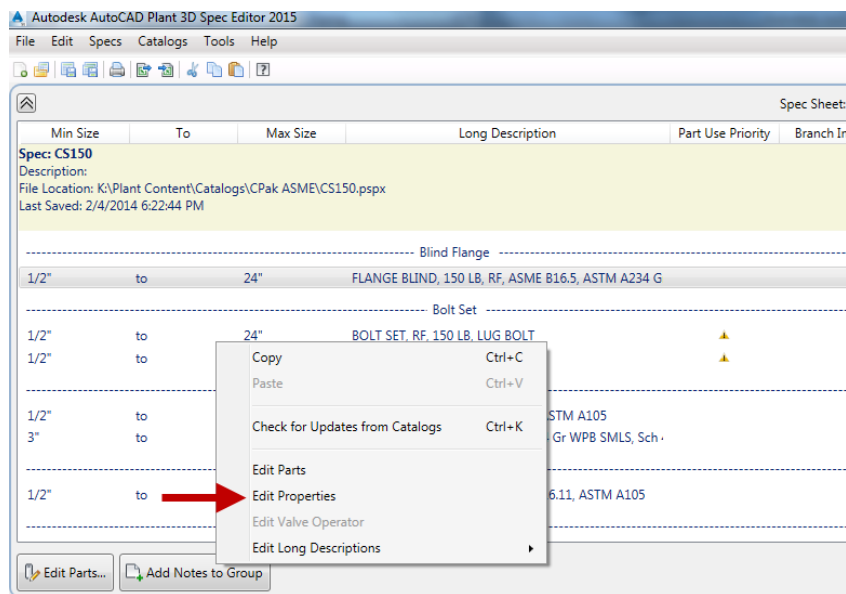 Autodesk AutoCAD Plant 3D Spec Editor 2015
File Edit Specs Catalogs Tools Help
Spec Sheet:
Min Size To Max Size Long Description Part Use Priority Branch In
Spec: CS150
Description:
File Location: K:\Plant Content\Catalogs\CPak ASME\CS150.pspx
Last Saved: 2/4/2014 6:22:44 PM
Blind Flange
1/2" to 24" FLANGE BLIND, 150 LB, RF, ASME B16.5, ASTM A234 G
Bolt Set
1/2" to 24" BOLT SET, RF, 150 LB, LUG BOLT
1/2" to
Copy Ctrl+C
Paste Ctrl+V
1/2" to STM A105
Check for Updates from Catalogs Ctrl+K
3" to Gr WPB SMLS, Sch
Edit Parts
1/2" to Edit Properties 6.11, ASTM A105
Edit Valve Operator
Edit Long Descriptions
Edit Parts... Add Notes to Group